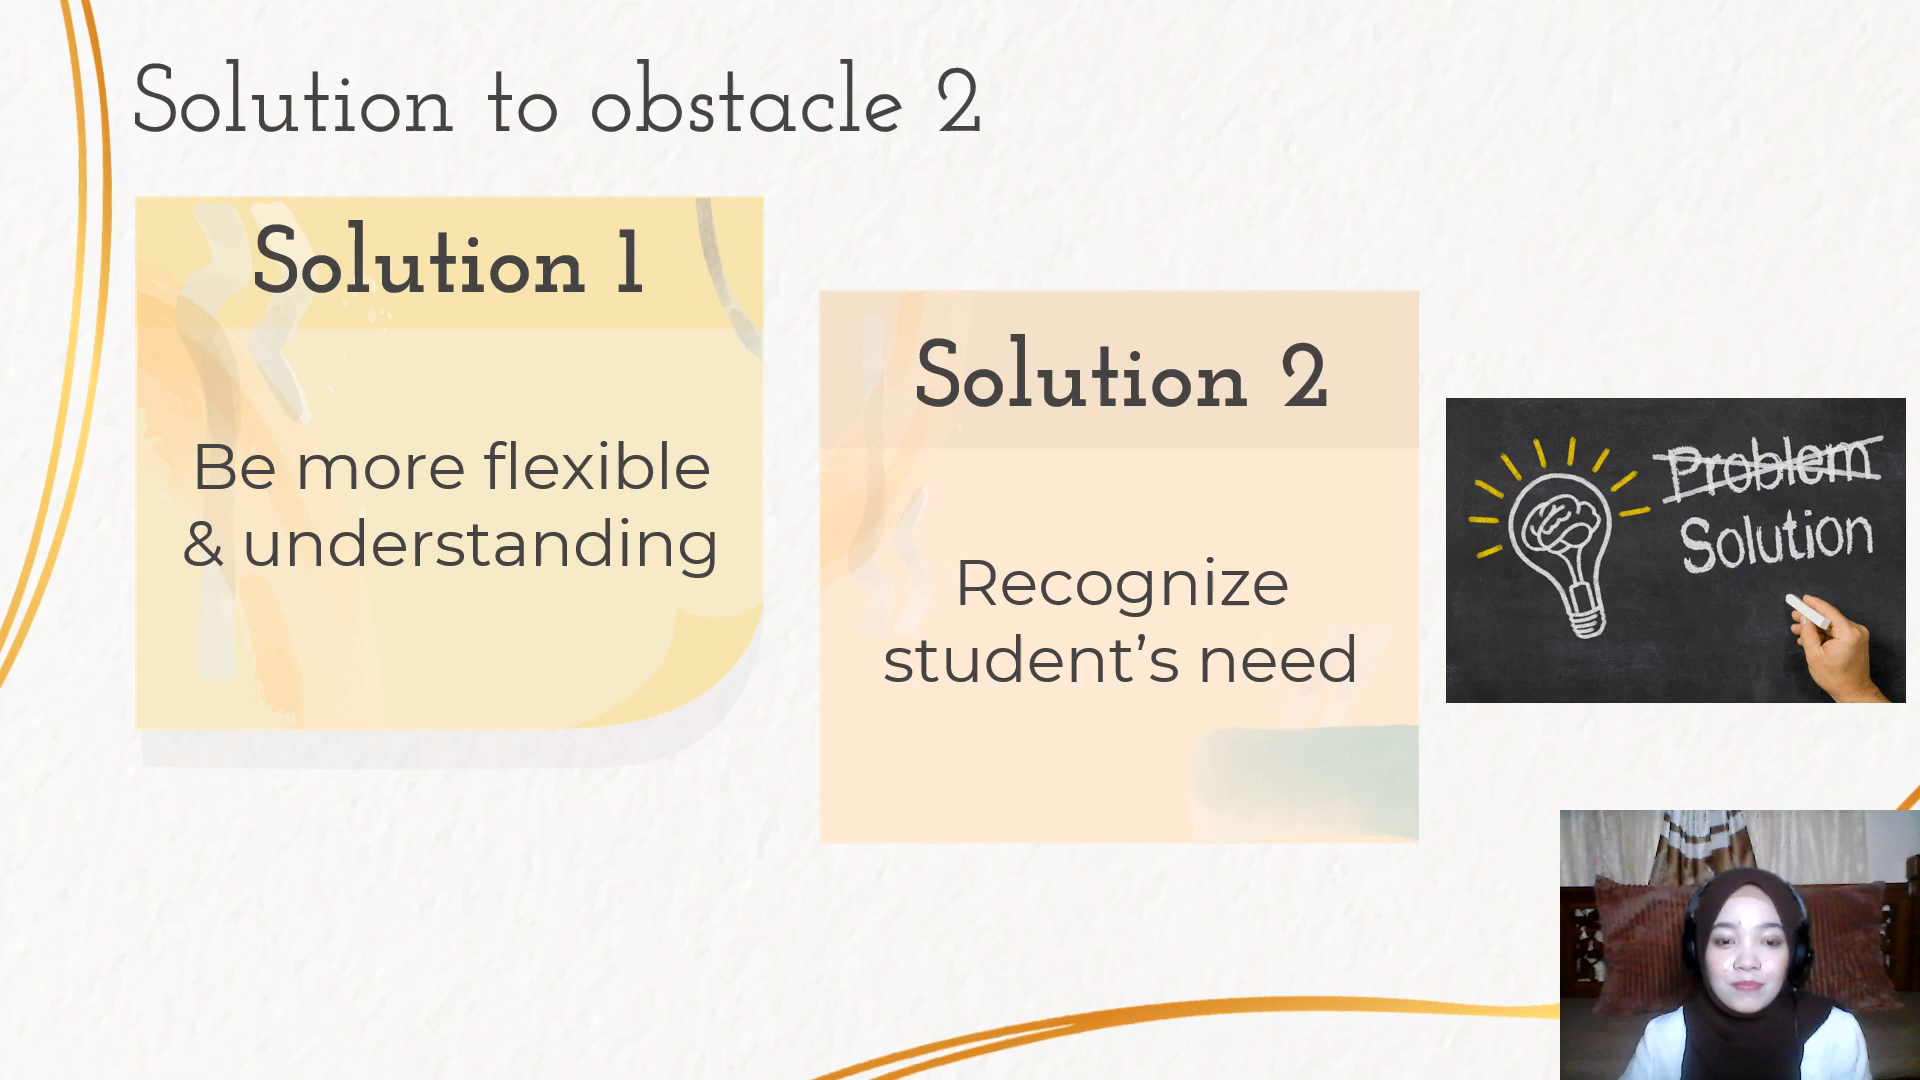 Solution to obstacle 2
Solution 1
Be more flexible
& understanding
Solution 2
Recognize
student’s need
Problem
Solution